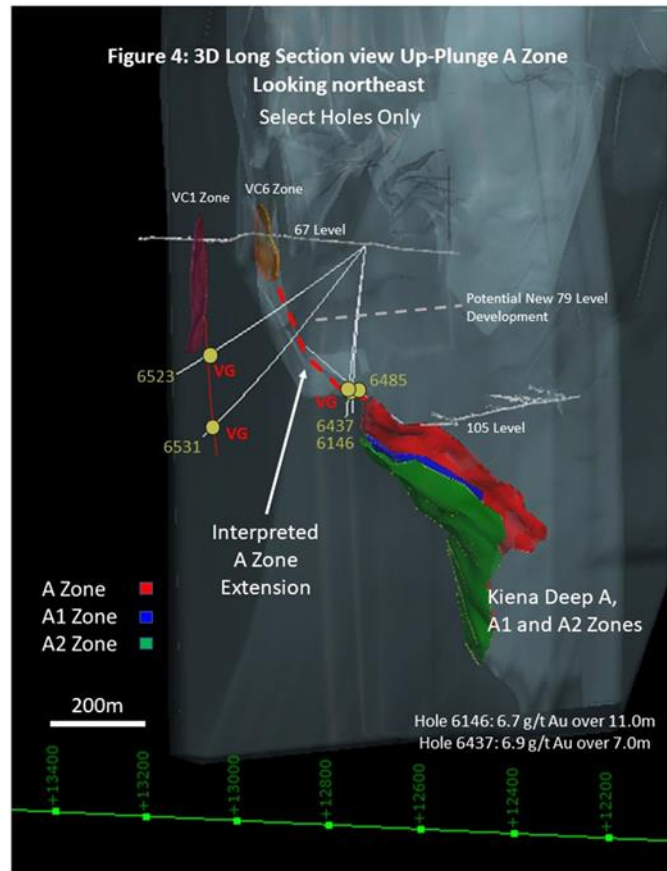 Figure 4: 3D Long Section view Up-Plunge A Zone
Looking northeast
Select Holes Only
VC1 Zone
VC6 Zone
67 Level
Potential New 79 Level
Development
6523
VG
VG
6485
6437
6146
105 Level
6531
VG
Interpreted
A Zone
Extension
A Zone
A1 Zone
A2 Zone
Kiena Deep A,
A1 and A2 Zones
200m
Hole 6146: 6.7 g/t Au over 11.0m
Hole 6437: 6.9 g/t Au over 7.0m
+13400
+13200
+13000
+12800
+12600
+12400
+12200